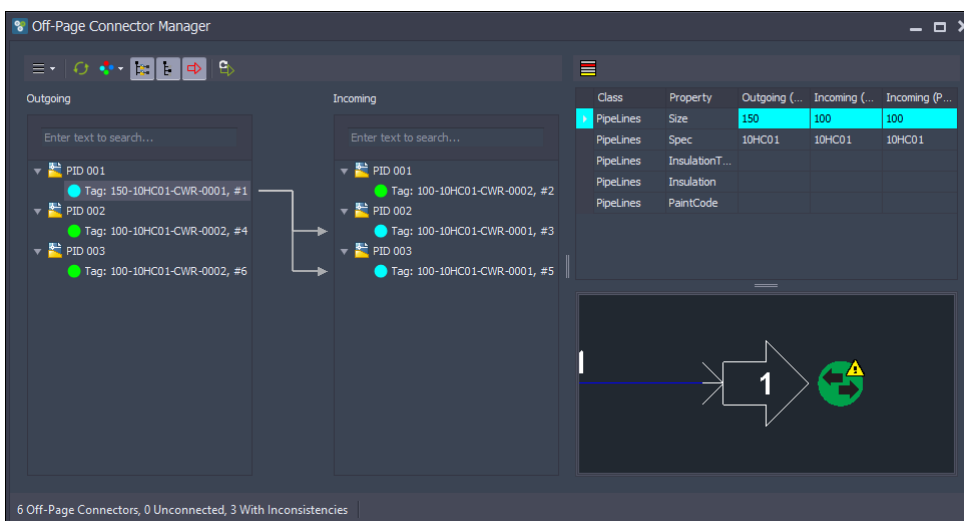 Off-Page Connector Manager
Outgoing
Incoming
Enter text to search...
Enter text to search...
PID 001
Tag: 150-10HC01-CWR-0001, #1
PID 002
Tag: 100-10HC01-CWR-0002, #4
PID 003
Tag: 100-10HC01-CWR-0002, #6
PID 001
Tag: 100-10HC01-CWR-0002, #2
PID 002
Tag: 100-10HC01-CWR-0001, #3
PID 003
Tag: 100-10HC01-CWR-0001, #5
Class Property Outgoing (... Incoming (... Incoming (P...
PipeLines Size 150 100 100
PipeLines Spec 10HC01 10HC01 10HC01
PipeLines InsulationT...
PipeLines Insulation
PipeLines PaintCode
1
1
6 Off-Page Connectors, 0 Unconnected, 3 With Inconsistencies